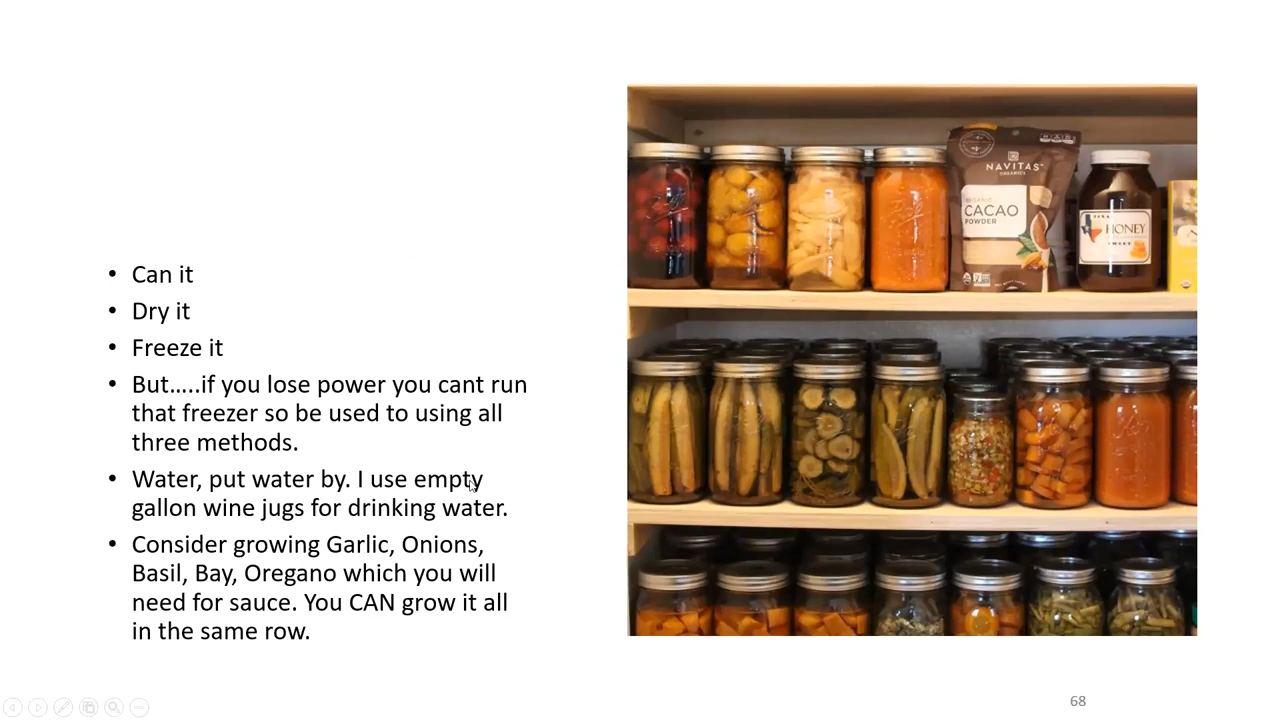 • Can it
• Dry it
• Freeze it
• But…..if you lose power you cant run
that freezer so be used to using all
three methods.
• Water, put water by. I use empty
gallon wine jugs for drinking water.
• Consider growing Garlic, Onions,
Basil, Bay, Oregano which you will
need for sauce. You CAN grow it all
in the same row.
NAVITAS
ORGANICS
ORGANIC
CACAO
POWDER
HONEY
68